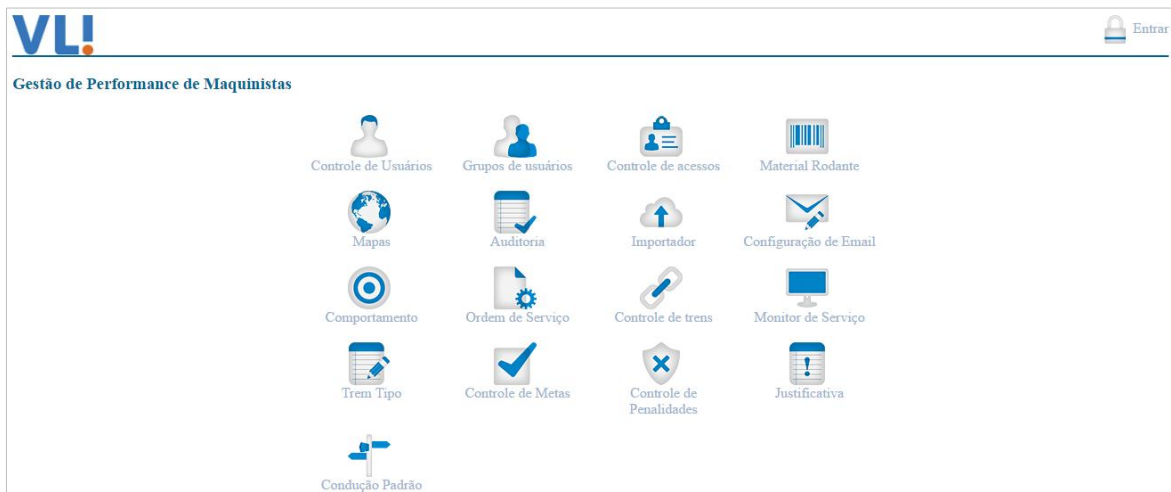 VL!
Entrar
Gestão de Performance de Maquinistas
Controle de Usuários
Grupos de usuários
Controle de acessos
Material Rodante
Mapas
Auditoria
Importador
Configuração de Email
Comportamento
Ordem de Serviço
Controle de trens
Monitor de Serviço
Trem Tipo
Controle de Metas
Controle de
Penalidades
Justificativa
Condução Padrão